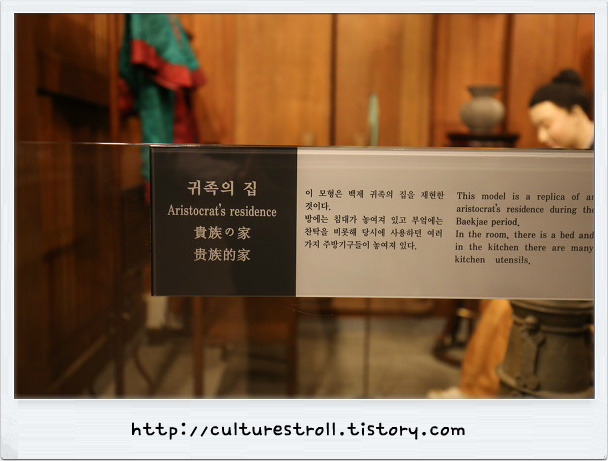 귀족의 집
Aristocrat's residence
貴族の家
贵族的家
이 모형은 백제 귀족의 집을 재현한
것이다.
방에는 침대가 놓여져 있고 부엌에는
찬탁을 비롯해 당시에 사용하던 여러
가지 주방기구들이 놓여져 있다.
This model is a replica of an
aristocrat's residence during the
Baekjae period.
In the room, there is a bed and
in the kitchen there are many
kitchen utensils.
http://culturestroll.tistory.com